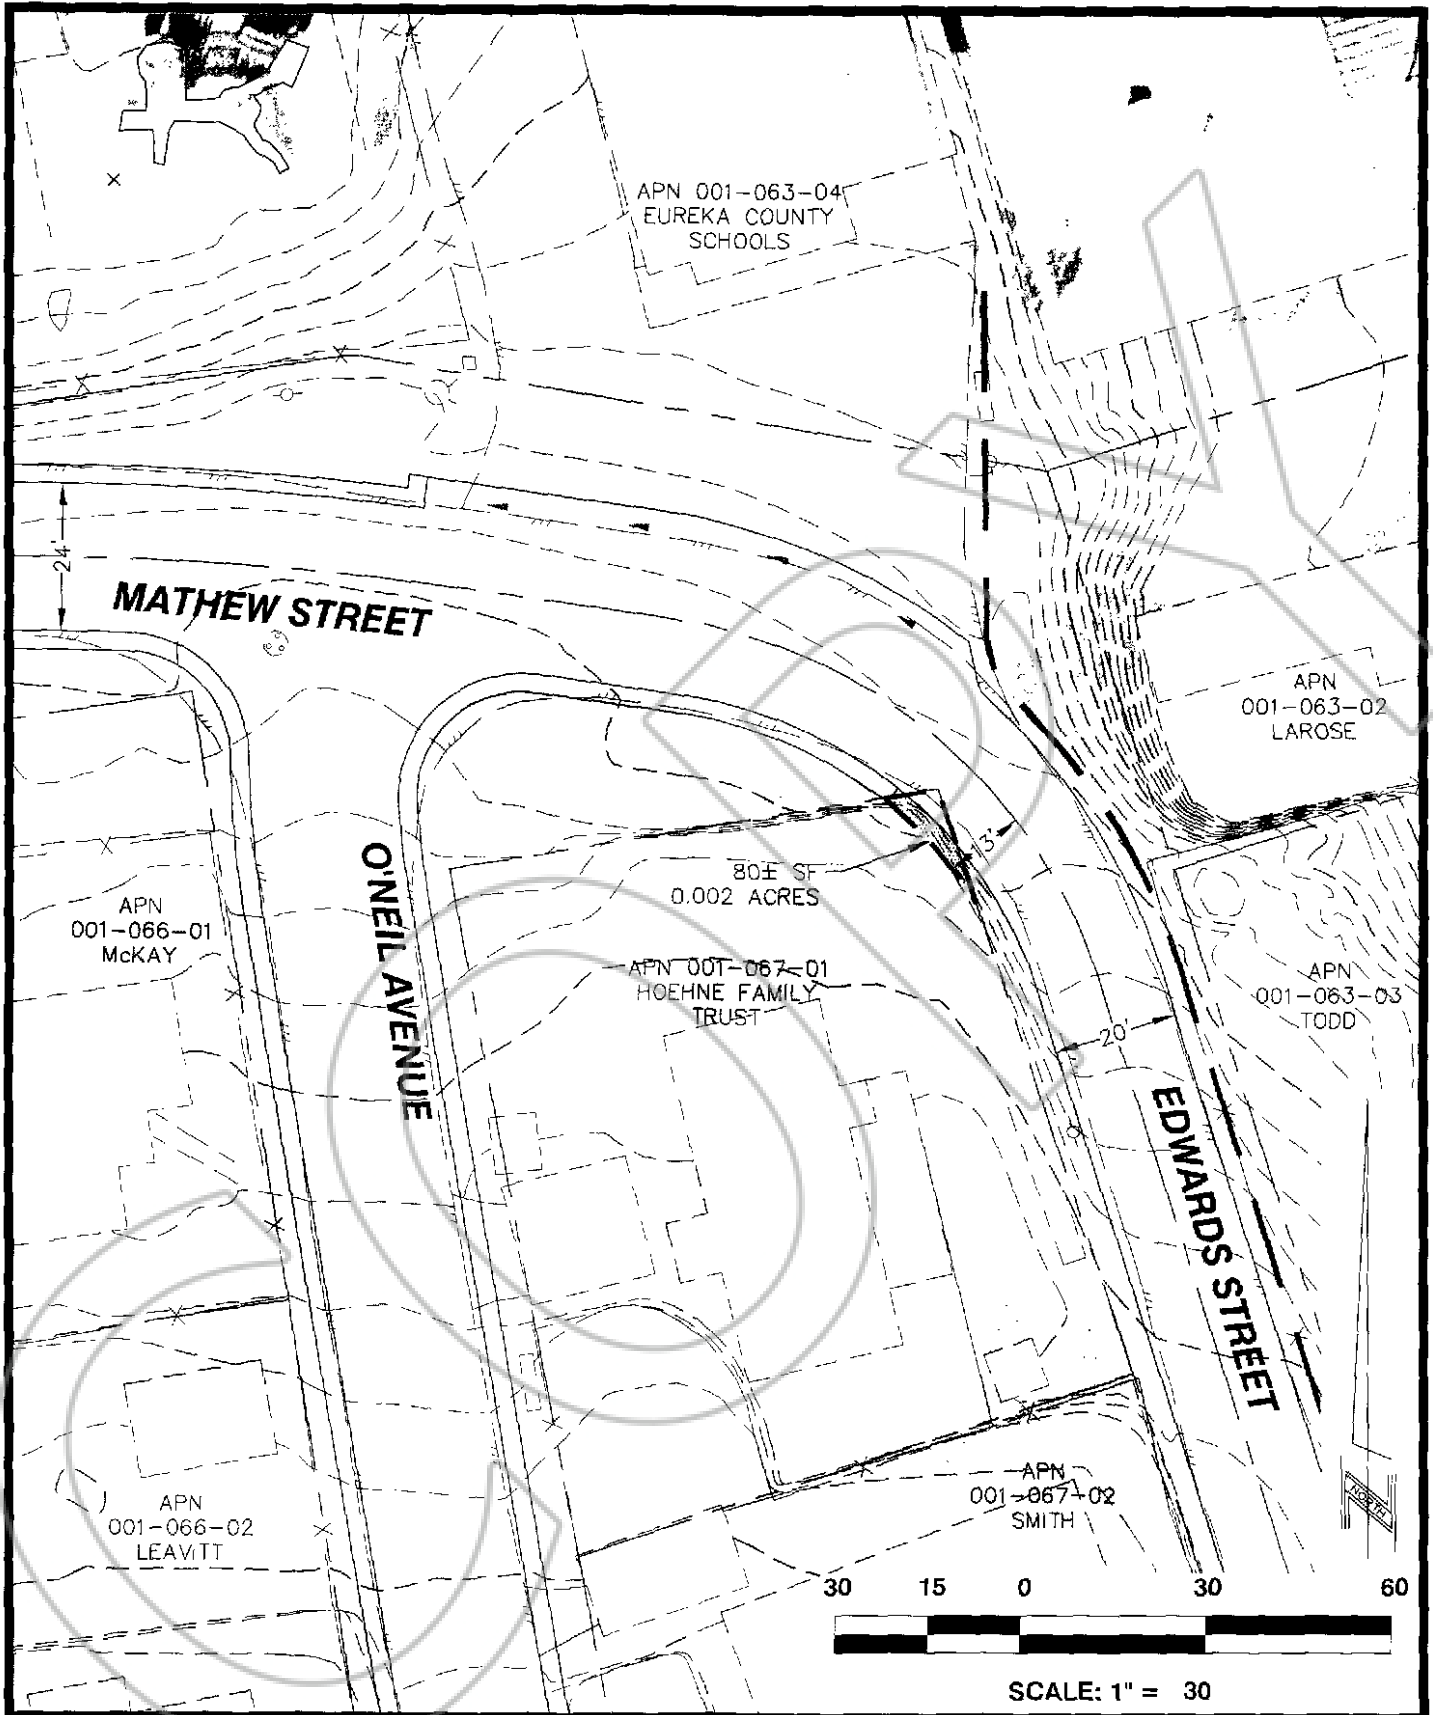 APN 001-063-04
EUREKA COUNTY
SCHOOLS
24'
MATHEW STREET
APN
001-063-02
LAROSE
13'
80± SF
0.002 ACRES
O'NEIL AVENUE
APN
001-066-01
McKAY
APN 001-067-01
HOEHNE FAMILY
TRUST
APN
001-063-03
TODD
20'
EDWARDS STREET
APN
001-067-02
SMITH
APN
001-066-02
LEAVITT
NORTH
30 15 0 30 60
SCALE: 1" = 30
COPY